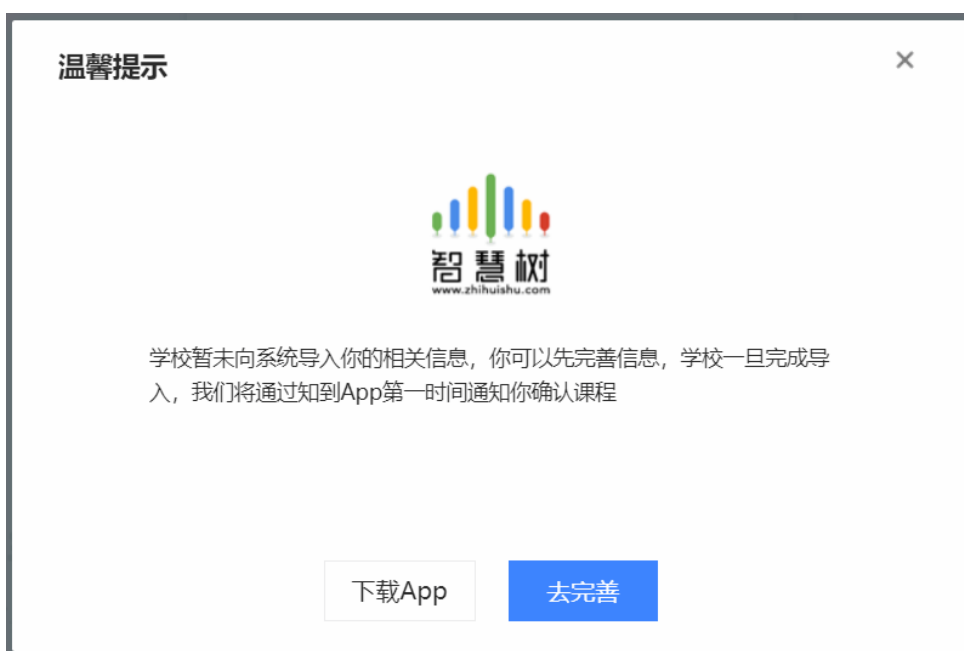 温馨提示
×
智慧树
www.zhihuishu.com
学校暂未向系统导入你的相关信息，你可以先完善信息，学校一旦完成导
入，我们将通过知到App第一时间通知你确认课程
下载App
去完善